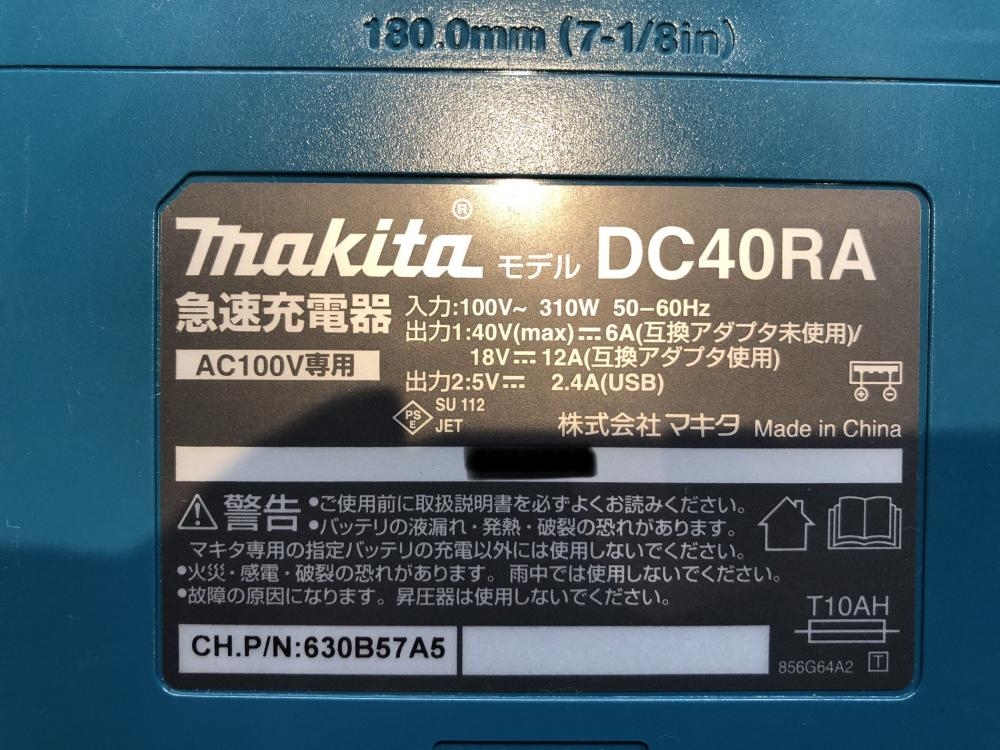 180.0mm (7-1/8in)
makita® モデル DC40RA
急速充電器
AC100V専用
入力:100V~ 310W 50-60Hz
出力1:40V(max)⎓6A(互換アダプタ未使用)/
18V⎓12A(互換アダプタ使用)
出力2:5V⎓ 2.4A(USB)
PS
E
SU 112
JET
株式会社 マキタ Made in China
警告 •ご使用前に取扱説明書を必ずよくお読みください。
•バッテリの液漏れ・発熱・破裂の恐れがあります。
マキタ専用の指定バッテリの充電以外には使用しないでください。
•火災・感電・破裂の恐れがあります。雨中では使用しないでください。
•故障の原因になります。昇圧器は使用しないでください。
T10AH
CH.P/N:630B57A5
856G64A2 T